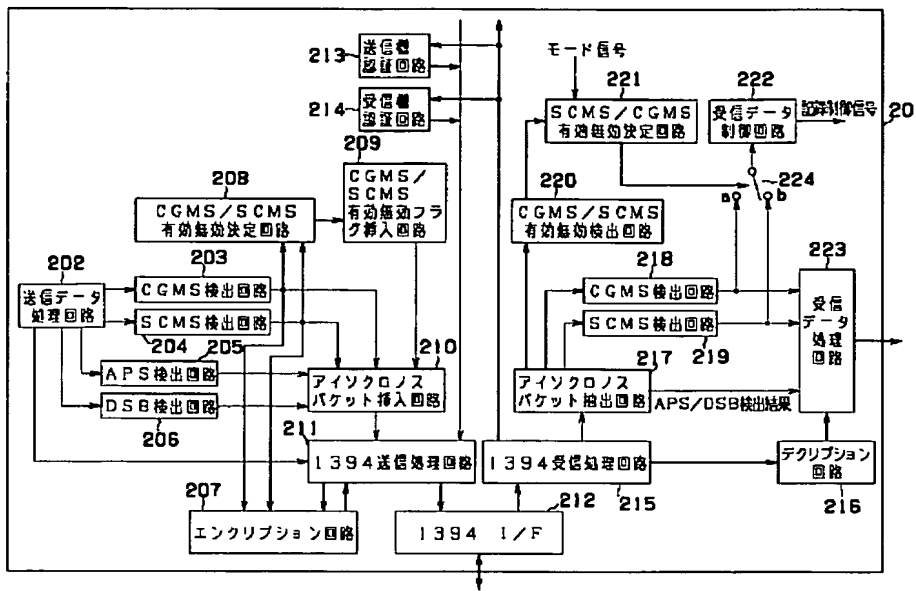 213
送信機
認証回路
214
受信機
認証回路
209
CGMS/
SCMS
有効無効フラ
グ挿入回路
208
CGMS/SCMS
有効無効決定回路
202
送信データ
処理回路
203
CGMS検出回路
SCMS検出回路
204
205
APS検出回路
DSB検出回路
206
210
アイソクロノス
パケット挿入回路
211
1394送信処理回路
207
エンクリプション回路
212
1394 I/F
モード信号
221
SCMS/CGMS
有効無効決定回路
222
受信データ
制御回路
記録制御信号
20
224
a
b
220
CGMS/SCMS
有効無効検出回路
218
CGMS検出回路
SCMS検出回路
219
223
受信
データ
処理
回路
217
アイソクロノス
パケット抽出回路
APS/DSB検出結果
1394受信処理回路
215
デクリプション
回路
216